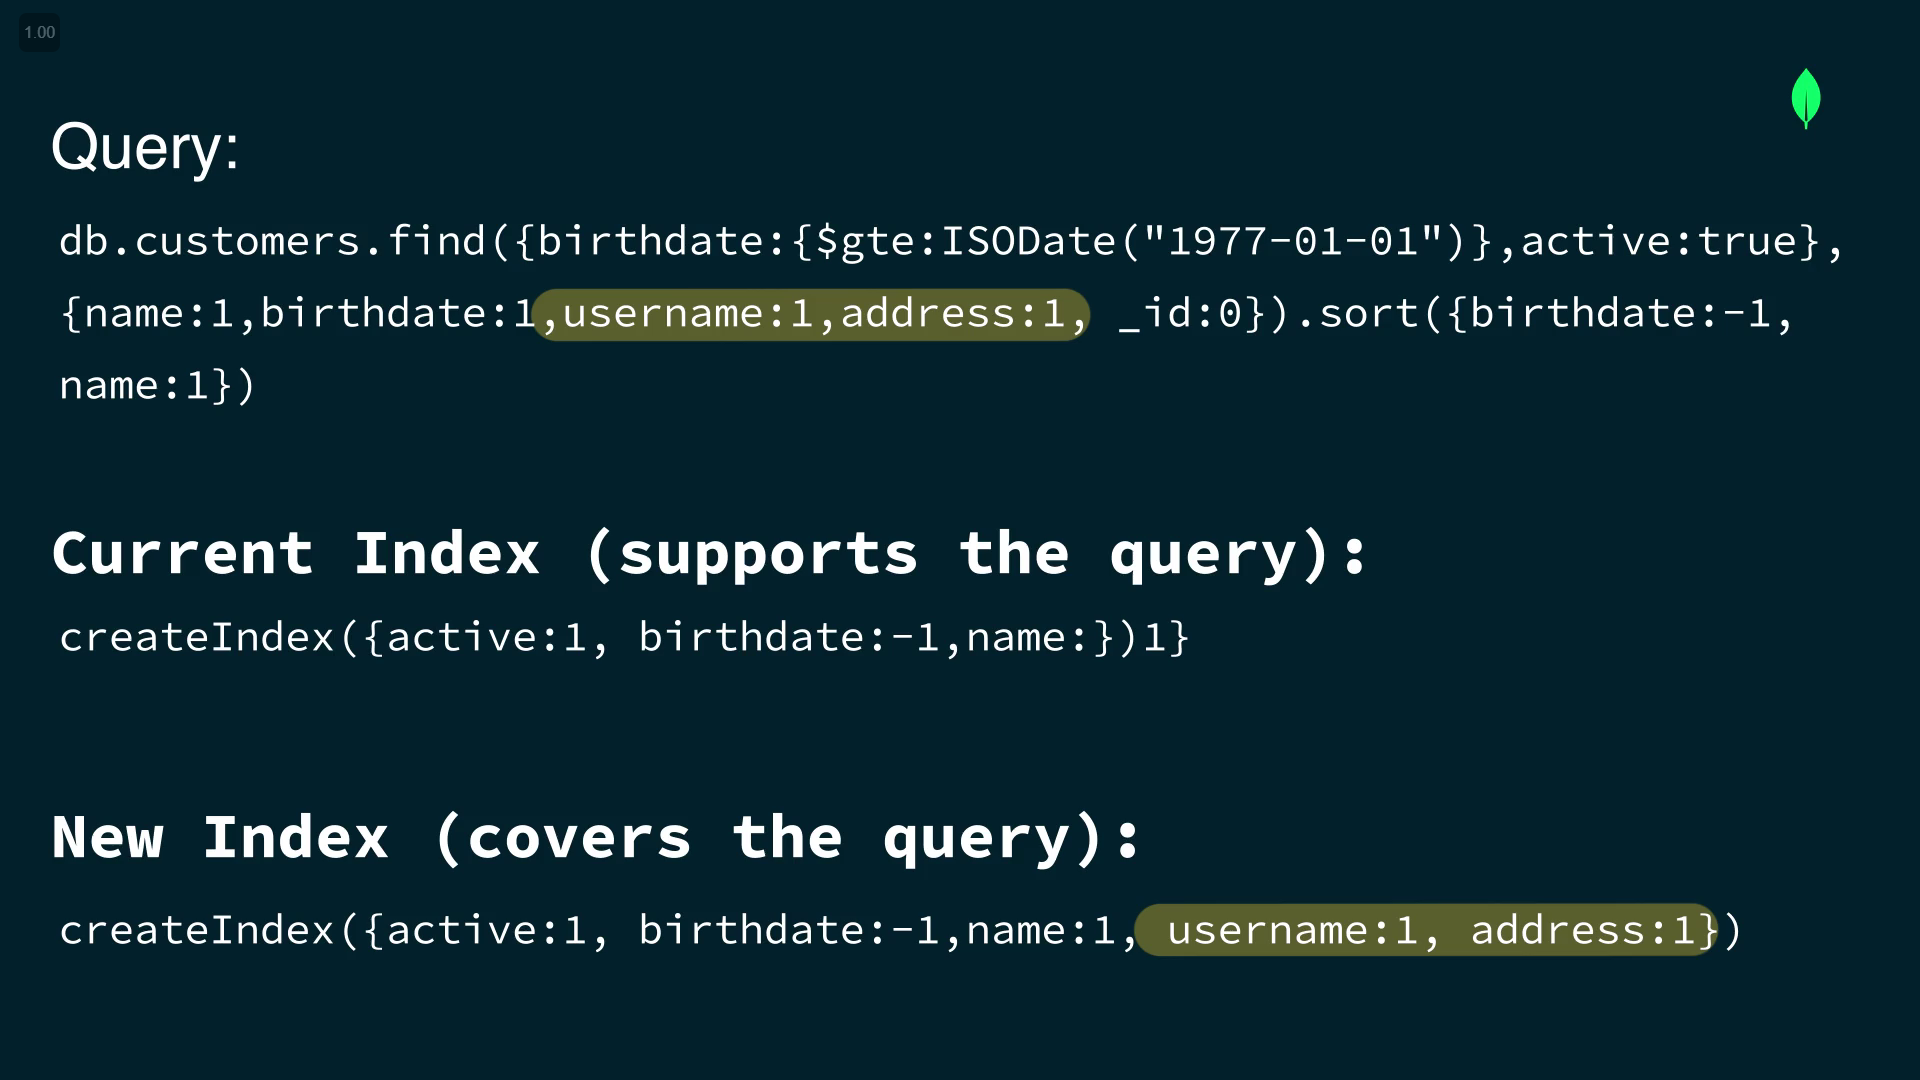 1.00
Query:
db.customers.find({birthdate:{$gte:ISODate("1977-01-01")},active:true},
{name:1,birthdate:1,username:1,address:1, _id:0}).sort({birthdate:-1,
name:1})
Current Index (supports the query):
createIndex({active:1, birthdate:-1,name:})1}
New Index (covers the query):
createIndex({active:1, birthdate:-1,name:1, username:1, address:1})